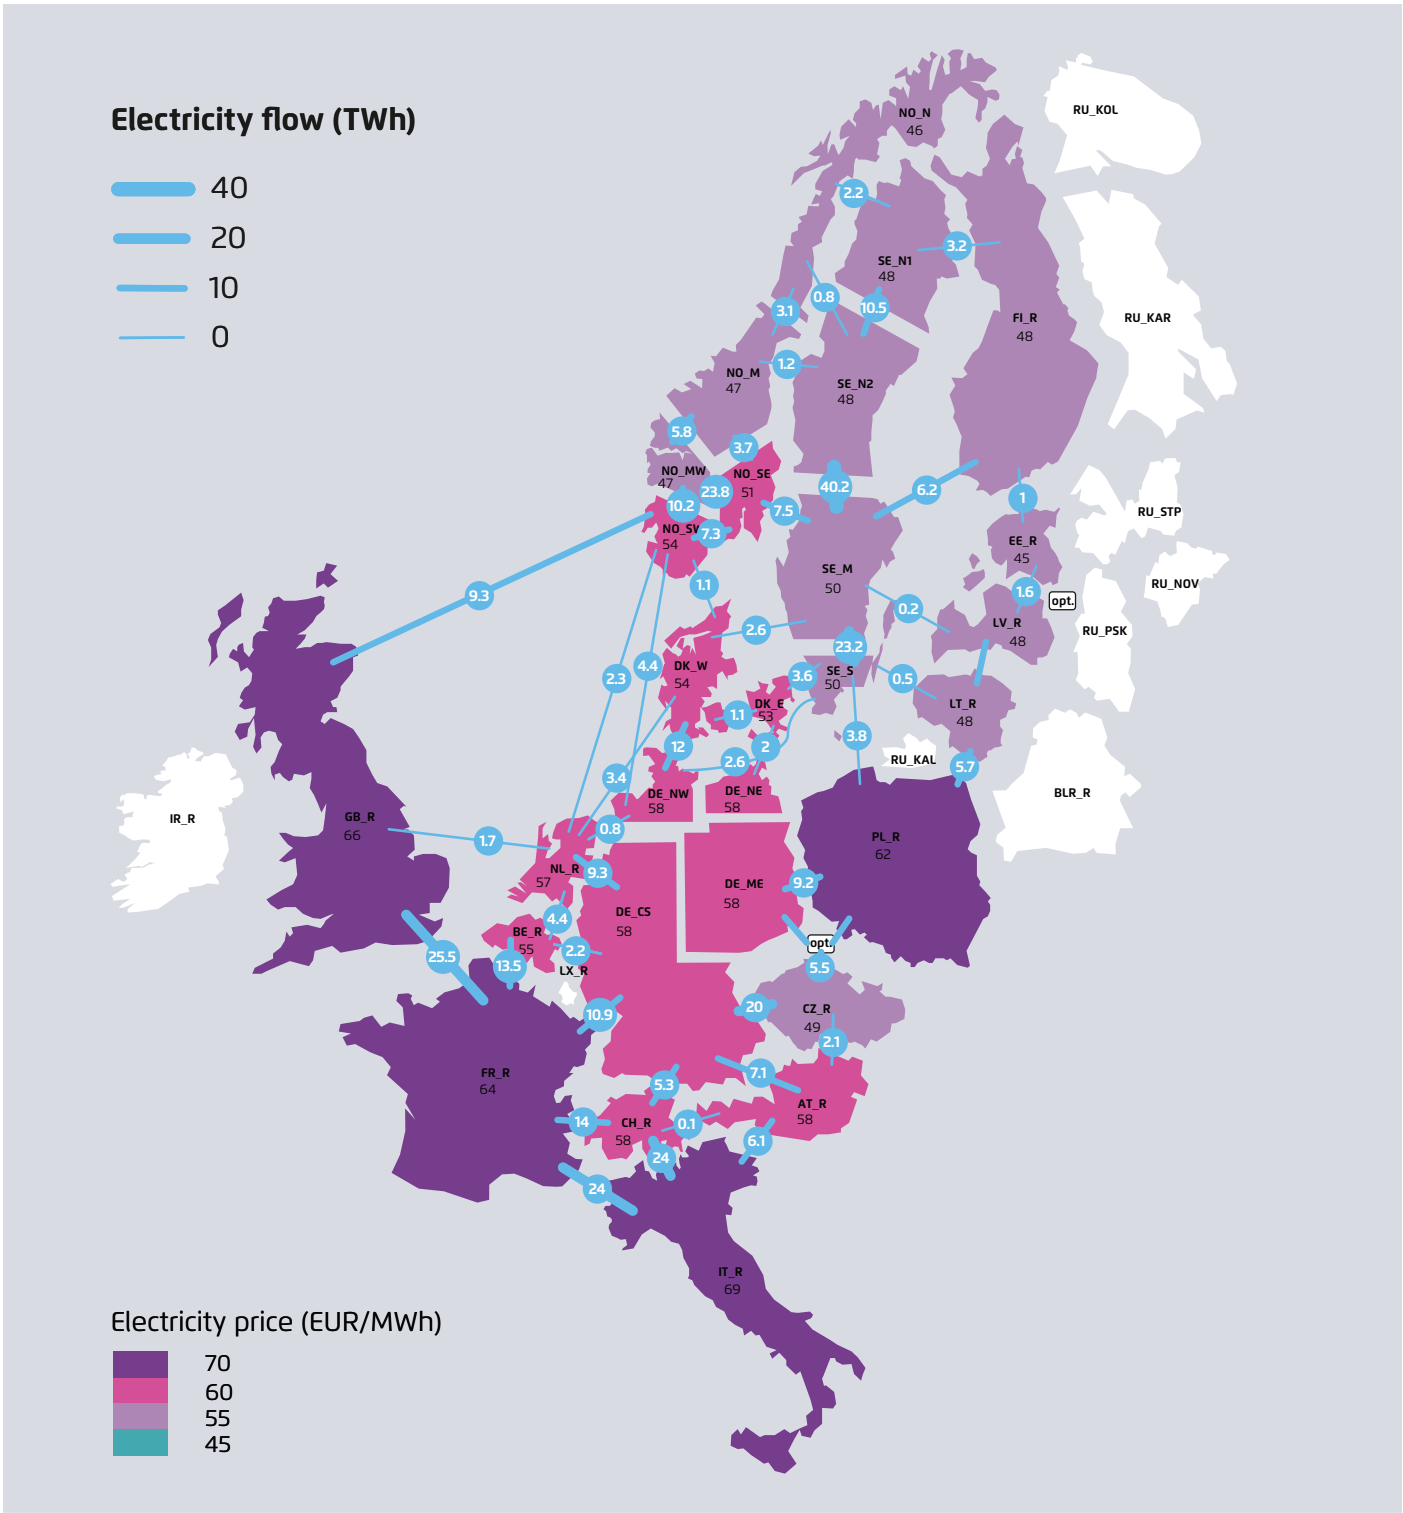 Electricity flow (TWh)
40
20
10
0
NO_N
46
RU_KOL
2.2
3.2
SE_N1
48
0.8
10.5
3.1
FI_R
48
RU_KAR
1.2
NO_M
47
SE_N2
48
5.8
3.7
NO_MW
47
NO_SE
51
23.8
40.2
6.2
1
10.2
7.5
RU_STP
NO_SW
54
7.3
EE_R
45
SE_M
50
1.1
9.3
1.6
opt.
RU_NOV
0.2
LV_R
48
RU_PSK
2.6
23.2
DK_W
54
4.4
2.3
3.6
SE_S
50
0.5
DK_E
53
1.1
LT_R
48
12
2
3.8
RU_KAL
5.7
2.6
3.4
DE_NW
58
DE_NE
58
BLR_R
IR_R
GB_R
66
0.8
1.7
PL_R
62
NL_R
57
9.3
DE_ME
58
9.2
DE_CS
58
4.4
BE_R
55
2.2
opt.
25.5
13.5
LX_R
5.5
10.9
20
CZ_R
49
2.1
FR_R
64
5.3
7.1
AT_R
58
14
CH_R
58
0.1
6.1
24
24
IT_R
69
Electricity price (EUR/MWh)
70
60
55
45